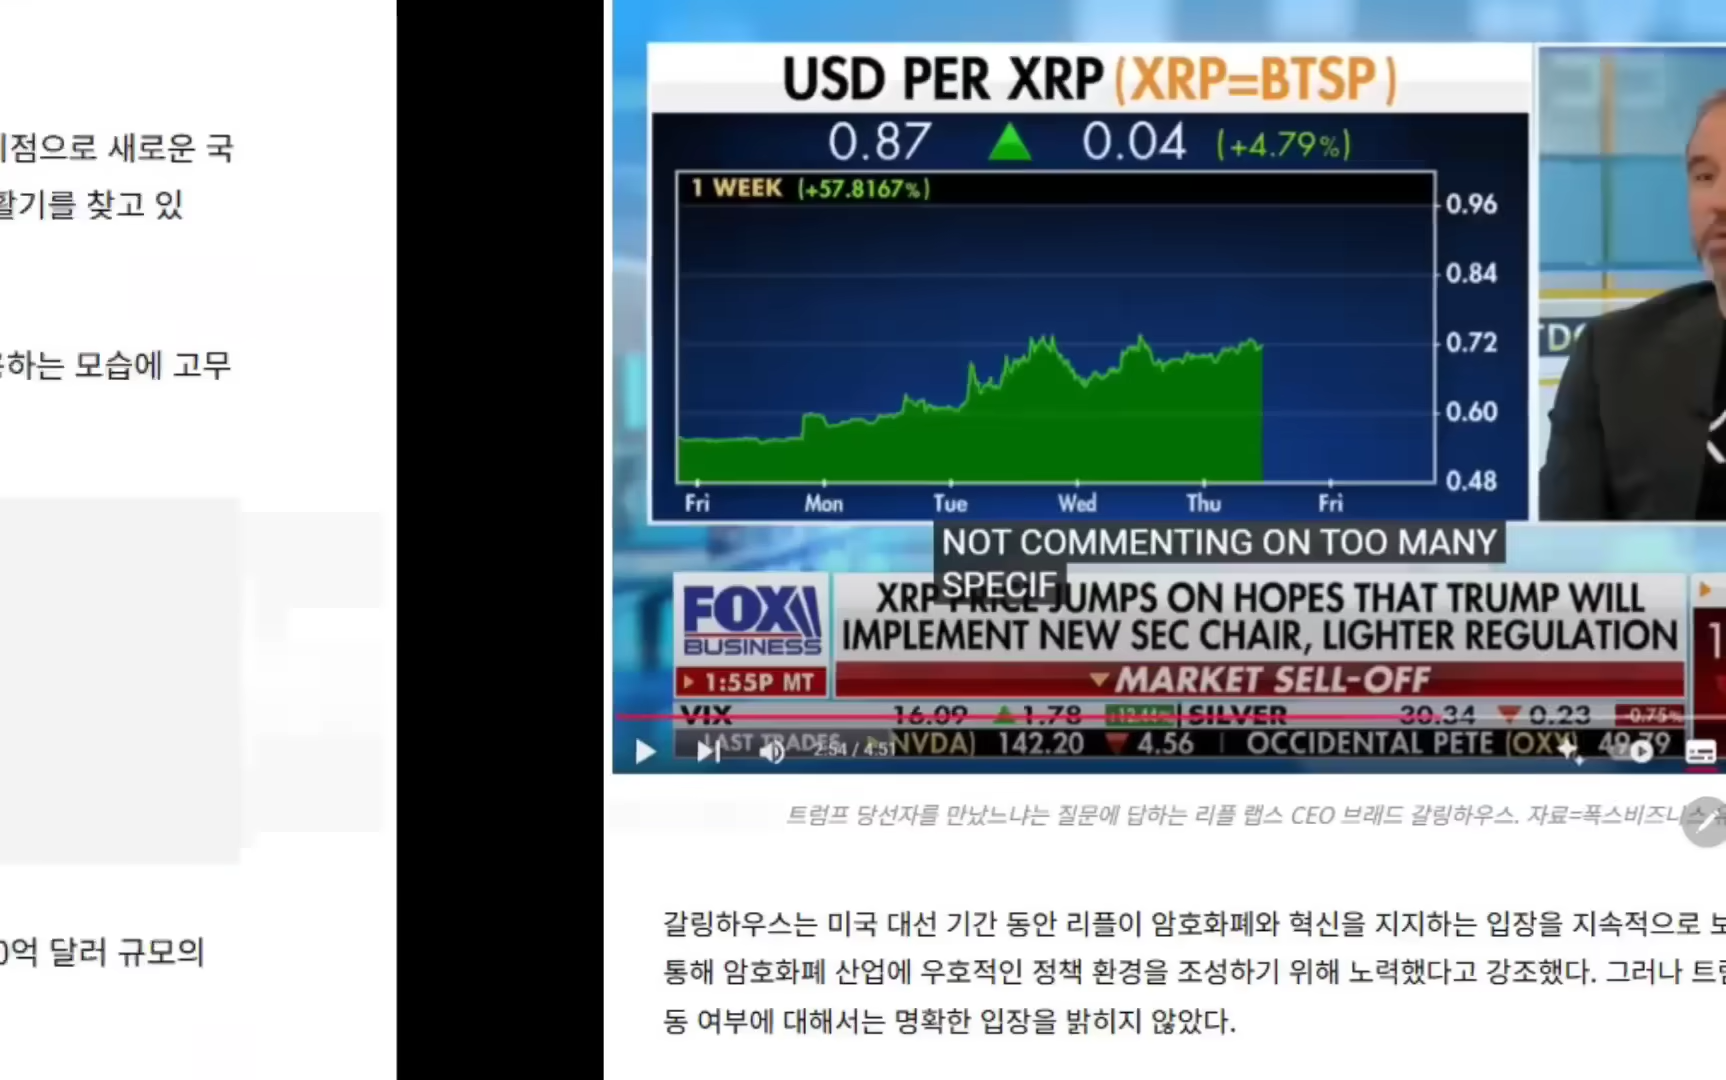 점으로 새로운 국
활기를 찾고 있
하는 모습에 고무
0억 달러 규모의
USD PER XRP (XRP=BTSP)
0.87 ▲ 0.04 (+4.79%)
1 WEEK (+57.8167%)
0.96
0.84
0.72
0.60
0.48
Fri Mon Tue Wed Thu Fri
NOT COMMENTING ON TOO MANY
SPECIF
FOX BUSINESS
XRP PRICE JUMPS ON HOPES THAT TRUMP WILL
IMPLEMENT NEW SEC CHAIR, LIGHTER REGULATION
1:55P MT
MARKET SELL-OFF
VIX 16.09 ▲ 1.78 SILVER 30.34 ▼ 0.23 -0.75%
LAST TRADES NVDA) 142.20 ▼ 4.56 OCCIDENTAL PETE (OXY) 49.79
2:54 / 4:51
트럼프 당선자를 만났느냐는 질문에 답하는 리플 랩스 CEO 브래드 갈링하우스. 자료=폭스비즈니스
갈링하우스는 미국 대선 기간 동안 리플이 암호화폐와 혁신을 지지하는 입장을 지속적으로 보
통해 암호화폐 산업에 우호적인 정책 환경을 조성하기 위해 노력했다고 강조했다. 그러나 트럼
동 여부에 대해서는 명확한 입장을 밝히지 않았다.